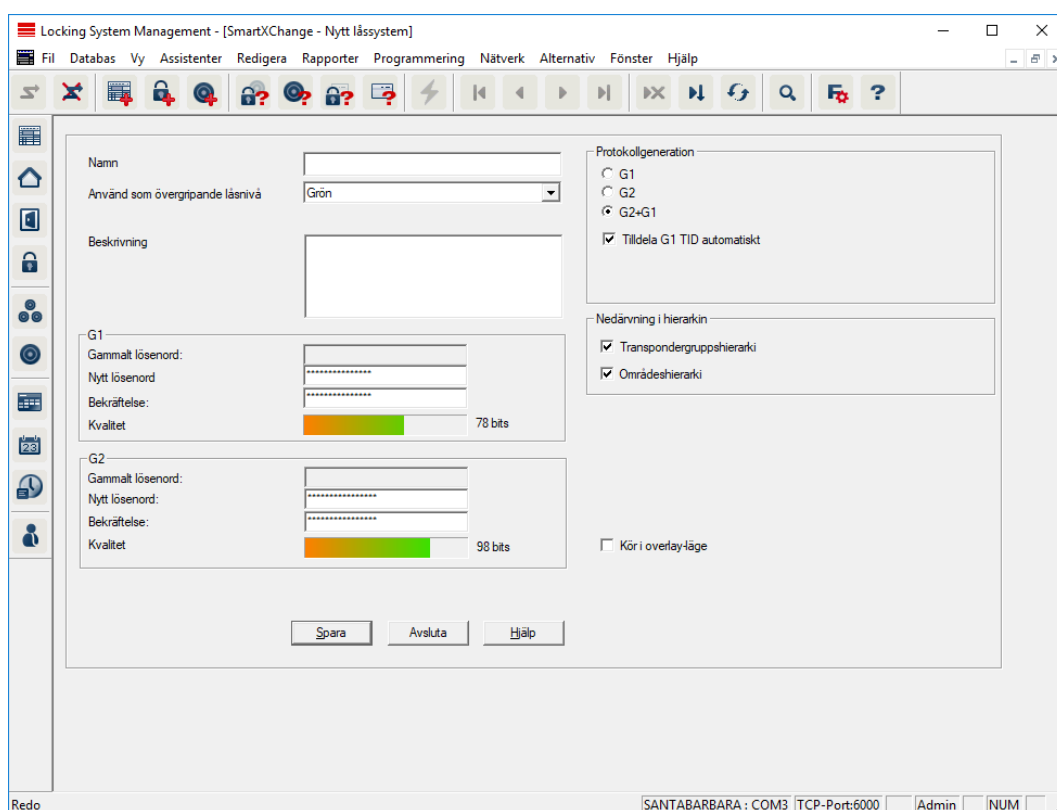 Locking System Management - [SmartXChange - Nytt låssystem]
Fil Databas Vy Assistenter Redigera Rapporter Programmering Nätverk Alternativ Fönster Hjälp
Namn
Använd som övergripande låsnivå
Grön
Beskrivning
G1
Gammalt lösenord:
Nytt lösenord
***************
Bekräftelse:
***************
Kvalitet
78 bits
G2
Gammalt lösenord:
Nytt lösenord:
****************
Bekräftelse:
****************
Kvalitet
98 bits
Protokollgeneration
G1
G2
G2+G1
Tilldela G1 TID automatiskt
Nedärvning i hierarkin
Transpondergruppshierarki
Områdeshierarki
Kör i overlay-läge
Spara
Avsluta
Hjälp
23
Redo
SANTABARBARA : COM3 TCP-Port:6000 Admin NUM